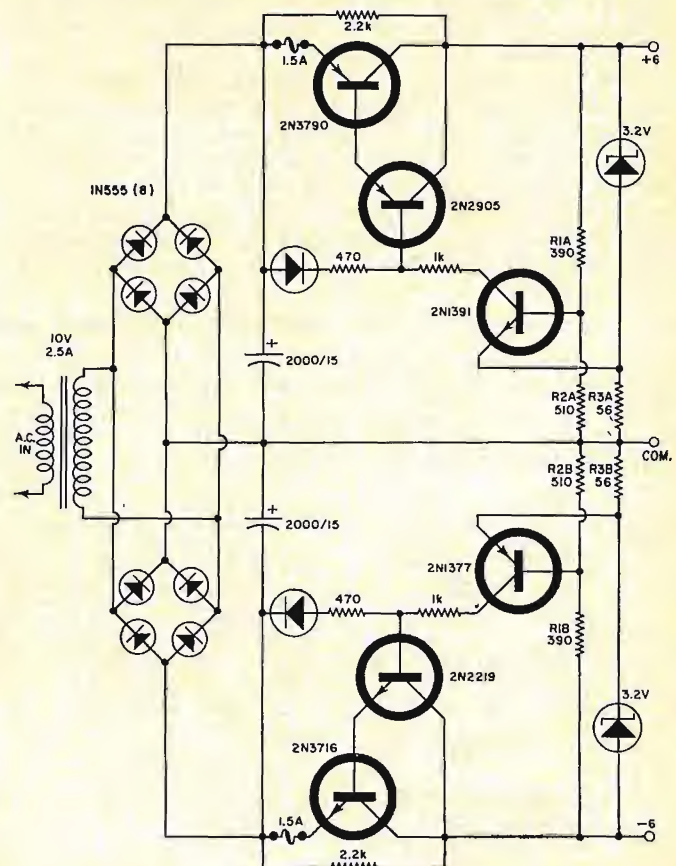 2.2k
1.5A
+6
2N3790
3.2V
2N2905
1N555 (8)
R1A
390
470
1k
2N1391
10V
2.5A
+
2000/15
R2A
510
R3A
56
A.C.
IN
COM.
R2B
510
R3B
56
+
2000/15
2N1377
470
1k
R1B
390
2N2219
3.2V
2N3716
1.5A
-6
2.2k